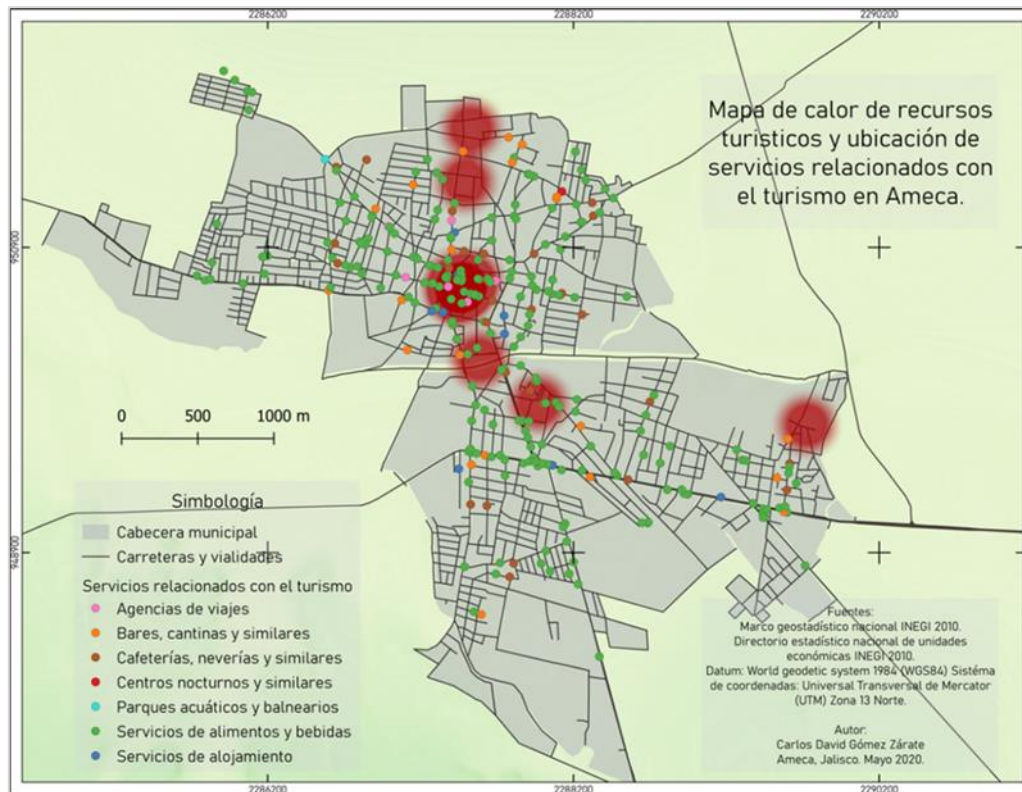 2286200
2288200
2290200
Mapa de calor de recursos
turísticos y ubicación de
servicios relacionados con
el turismo en Ameca.
950900
0 500 1000 m
Simbología
Cabecera municipal
Carreteras y vialidades
948900
Servicios relacionados con el turismo
Agencias de viajes
Bares, cantinas y similares
Cafeterías, neverías y similares
Centros nocturnos y similares
Parques acuáticos y balnearios
Servicios de alimentos y bebidas
Servicios de alojamiento
Fuentes:
Marco geostadístico nacional INEGI 2010.
Directorio estadístico nacional de unidades
económicas INEGI 2010.
Datum: World geodetic system 1984 (WGS84) Sistéma
de coordenadas: Universal Transversal de Mercator
(UTM) Zona 13 Norte.
Autor:
Carlos David Gómez Zárate
Ameca, Jalisco. Mayo 2020.
2286200
2288200
2290200